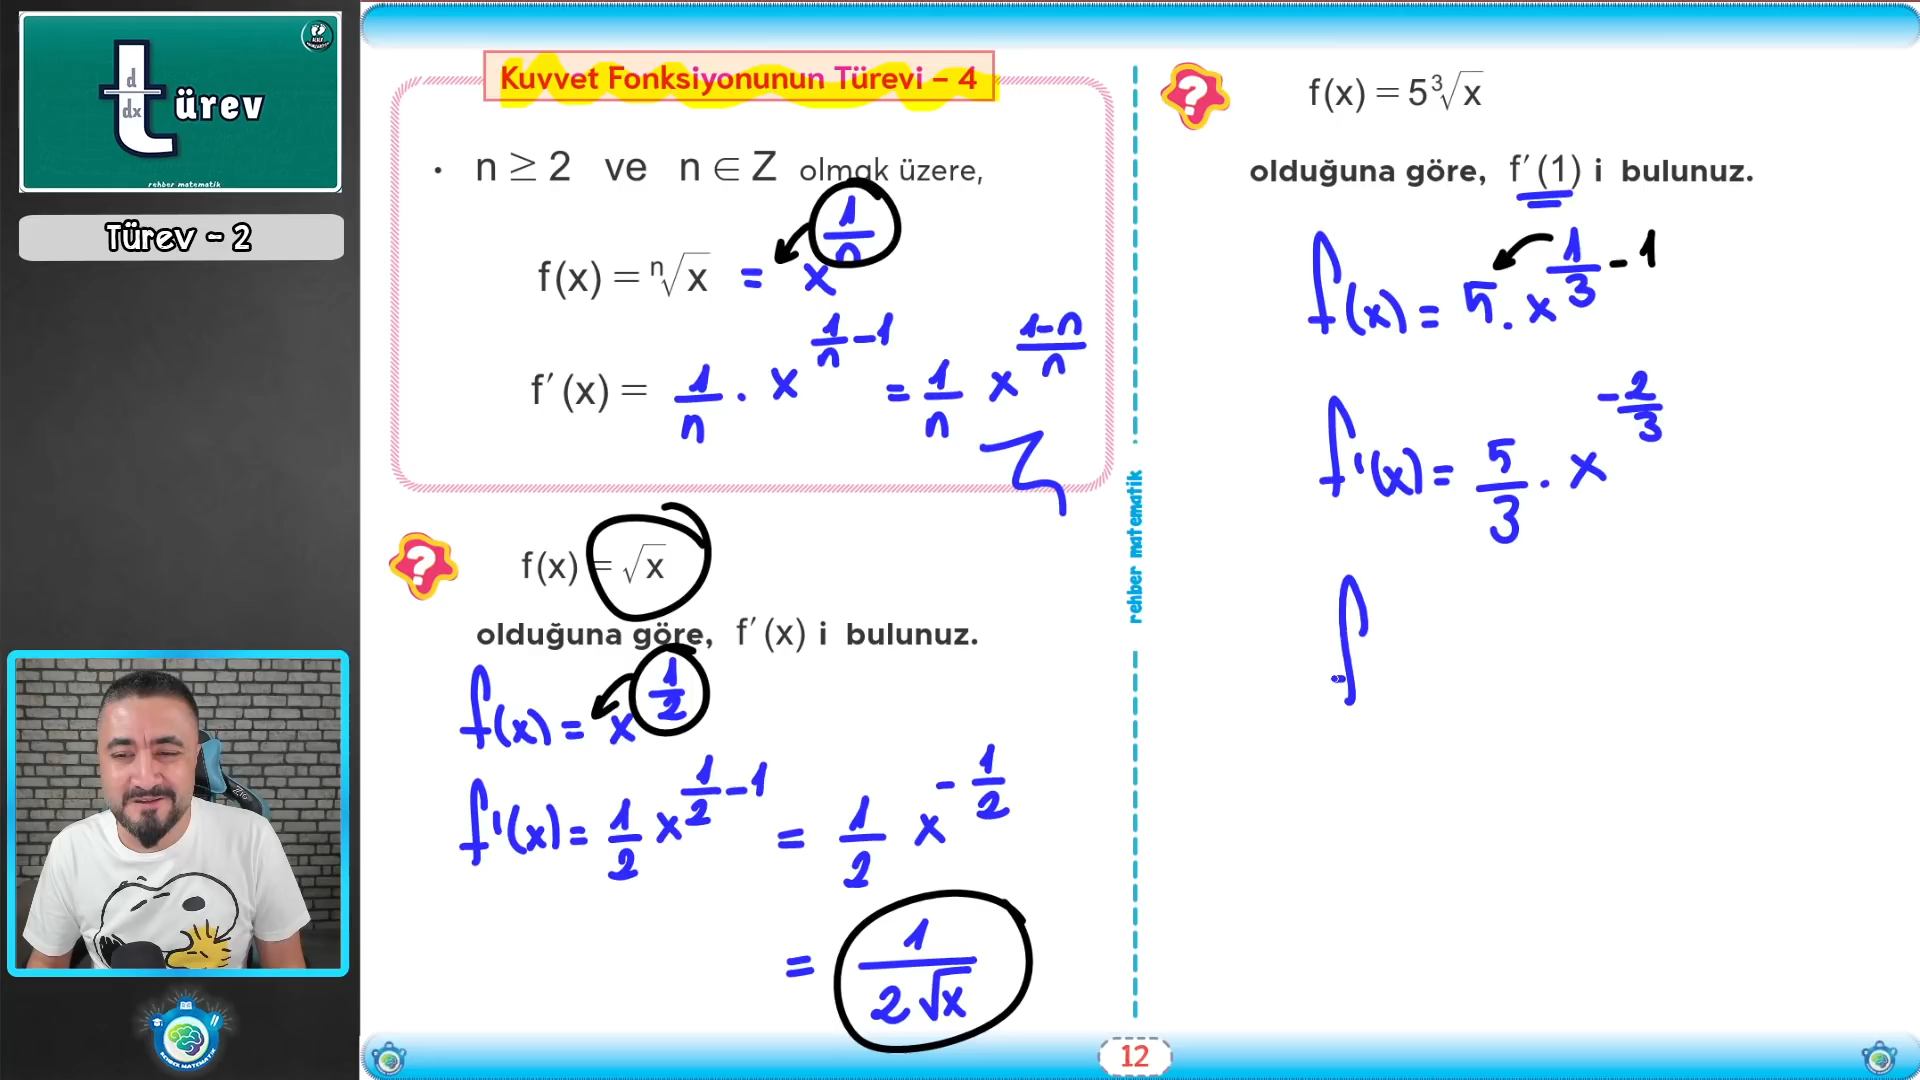 d
dx
türev
rehber matematik
Türev - 2
Kuvvet Fonksiyonunun Türevi – 4
• n ≥ 2 ve n ∈ Z olmak üzere,
f(x) = ⁿ√x = x^(1/n)
f′(x) = 1/n · x^(1/n - 1) = 1/n x^((1-n)/n)
f(x) = √x
olduğuna göre, f′(x) i bulunuz.
f(x) = x^(1/2)
f'(x) = 1/2 x^(1/2 - 1) = 1/2 x^(-1/2)
= 1/(2√x)
rehber matematik
f(x) = 5³√x
olduğuna göre, f′(1) i bulunuz.
f(x) = 5 · x^(1/3 - 1)
f'(x) = 5/3 · x^(-2/3)
f
REHBER MATEMATİK
12